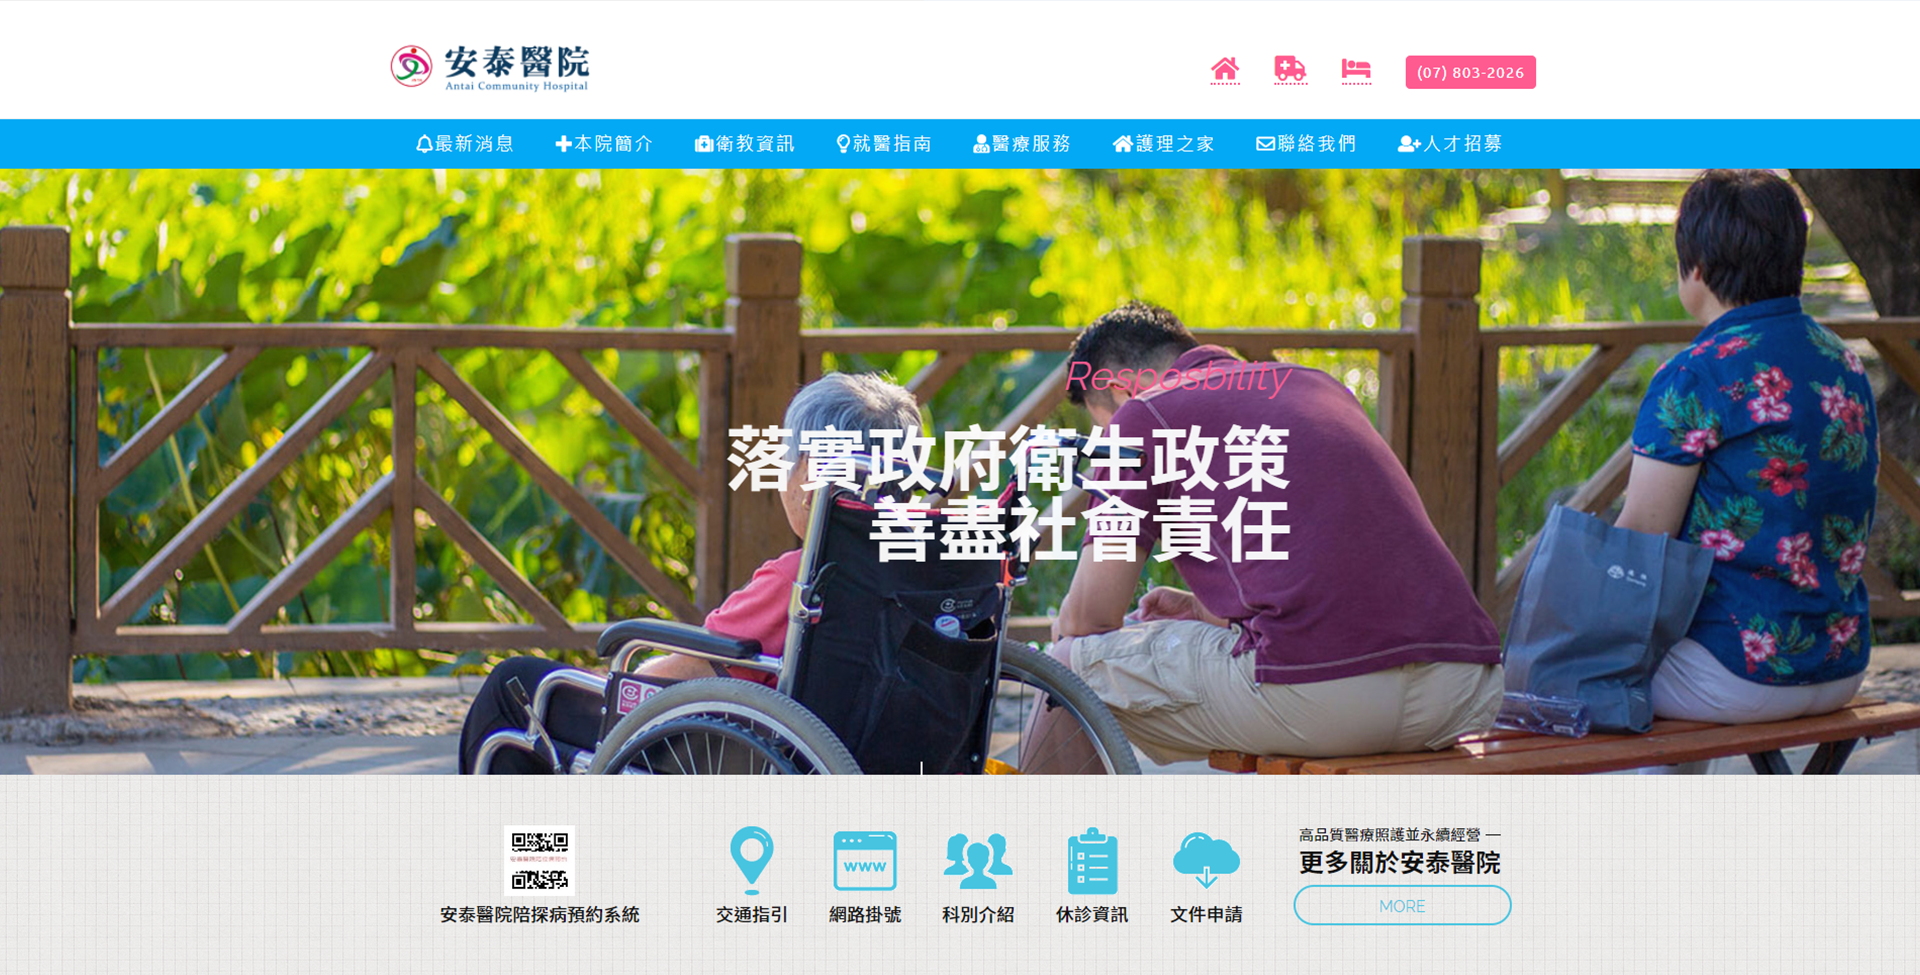 安泰醫院
Antai Community Hospital
(07) 803-2026
最新消息
本院簡介
衛教資訊
就醫指南
醫療服務
護理之家
聯絡我們
人才招募
Resposbility
落實政府衛生政策
善盡社會責任
安泰醫院陪探病預約系統
交通指引
www
網路掛號
科別介紹
休診資訊
文件申請
高品質醫療照護並永續經營 —
更多關於安泰醫院
MORE